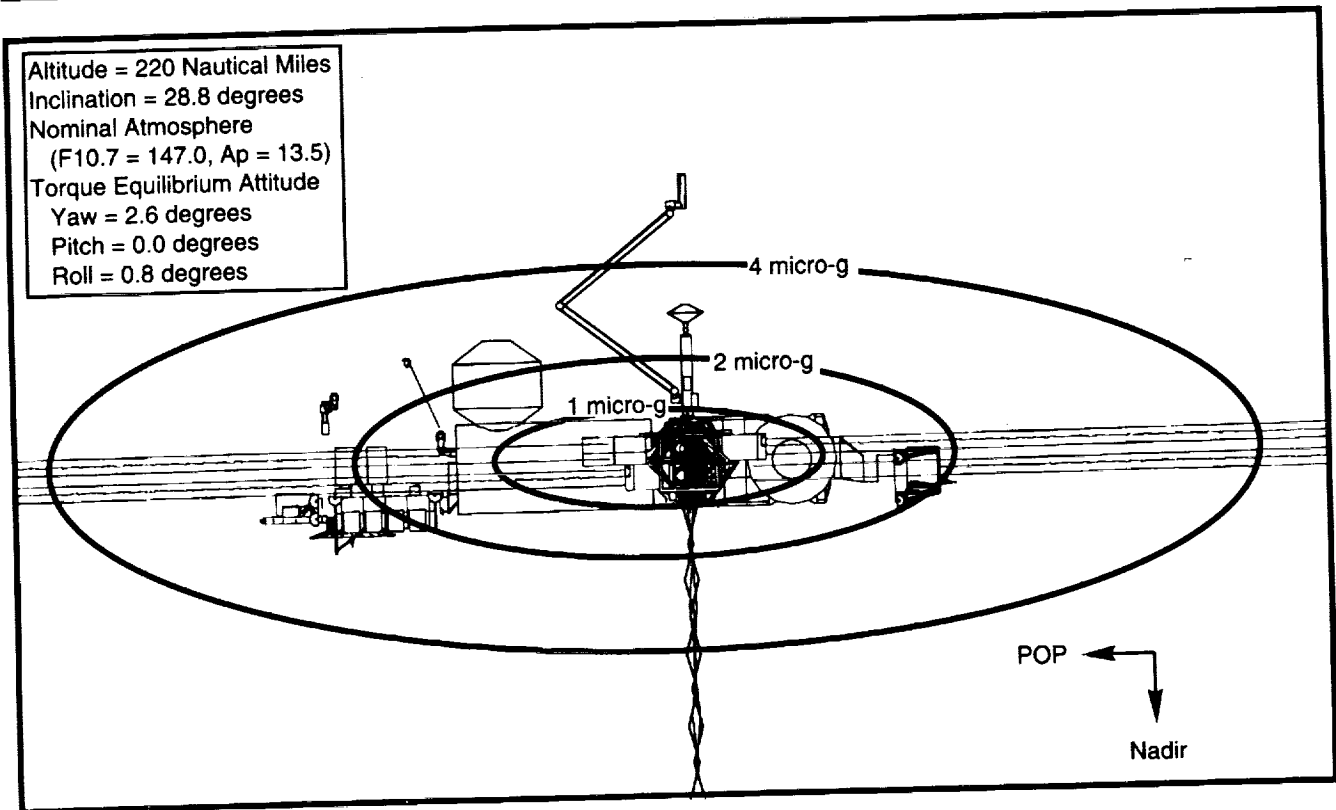 Altitude = 220 Nautical Miles
Inclination = 28.8 degrees
Nominal Atmosphere
(F10.7 = 147.0, Ap = 13.5)
Torque Equilibrium Attitude
Yaw = 2.6 degrees
Pitch = 0.0 degrees
Roll = 0.8 degrees
4 micro-g
2 micro-g
1 micro-g
POP
Nadir